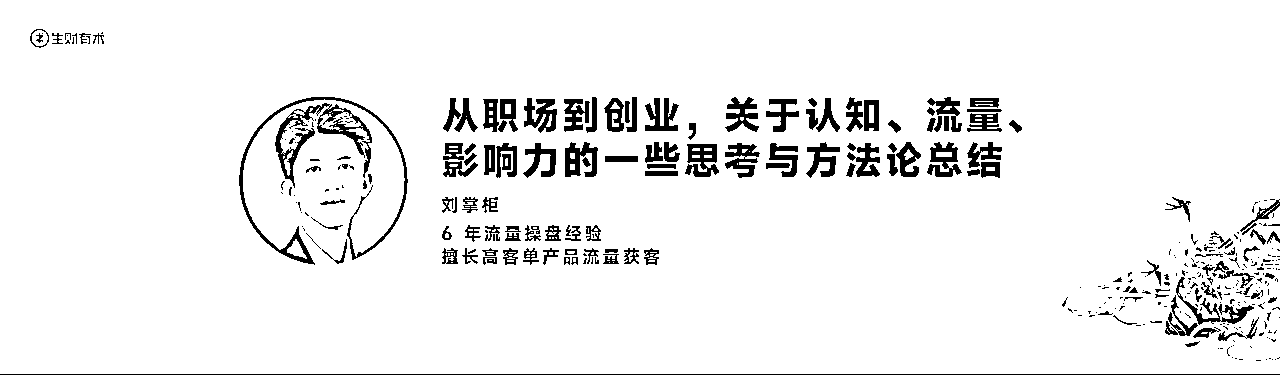 生财有术
从职场到创业，关于认知、流量、
影响力的一些思考与方法论总结
刘掌柜
6 年流量操盘经验
擅长高客单产品流量获客